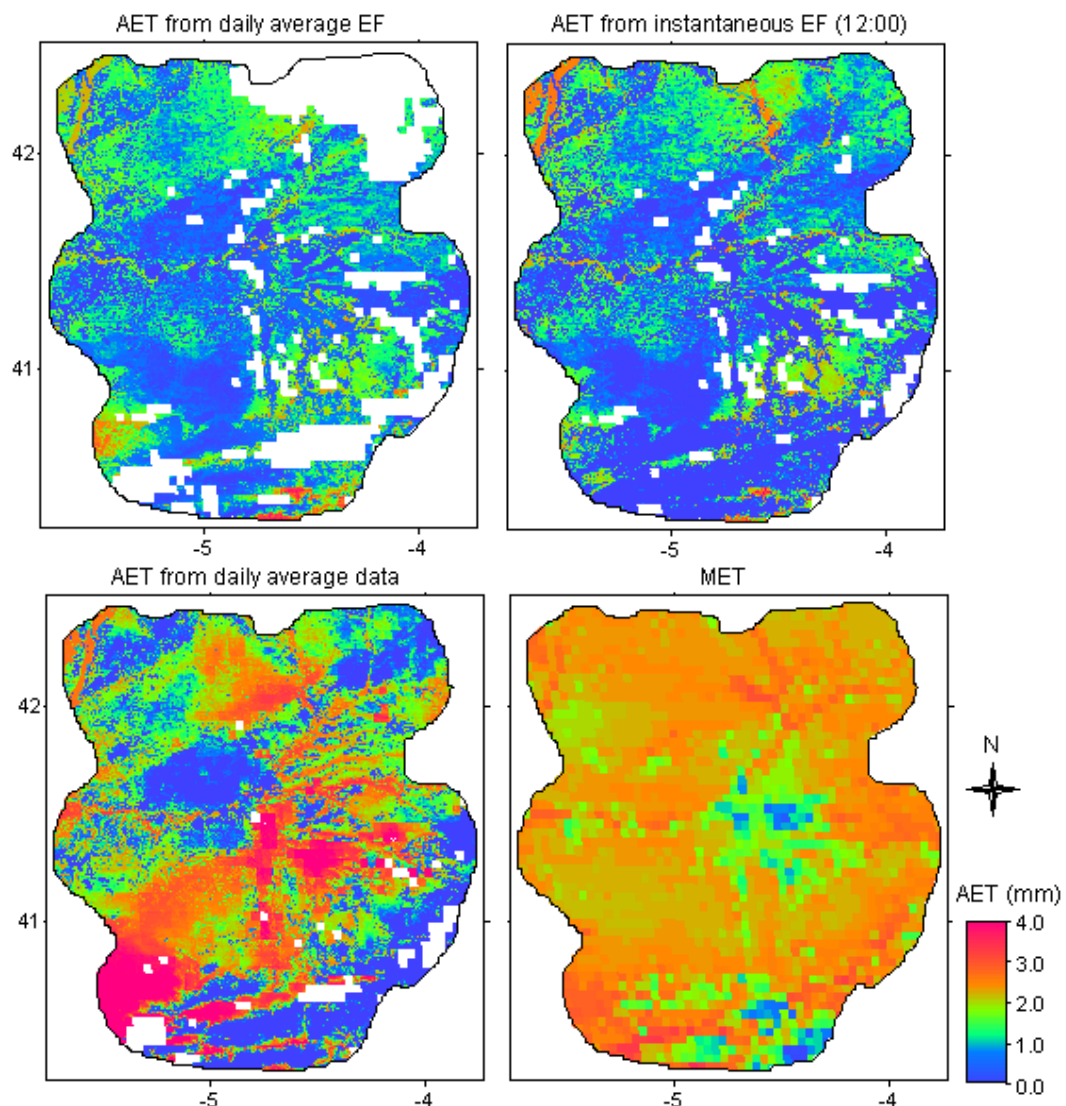 AET from daily average EF
AET from instantaneous EF (12:00)
42
41
-5
-4
-5
-4
AET from daily average data
MET
42
41
N
AET (mm)
4.0
3.0
2.0
1.0
0.0
-5
-4
-5
-4